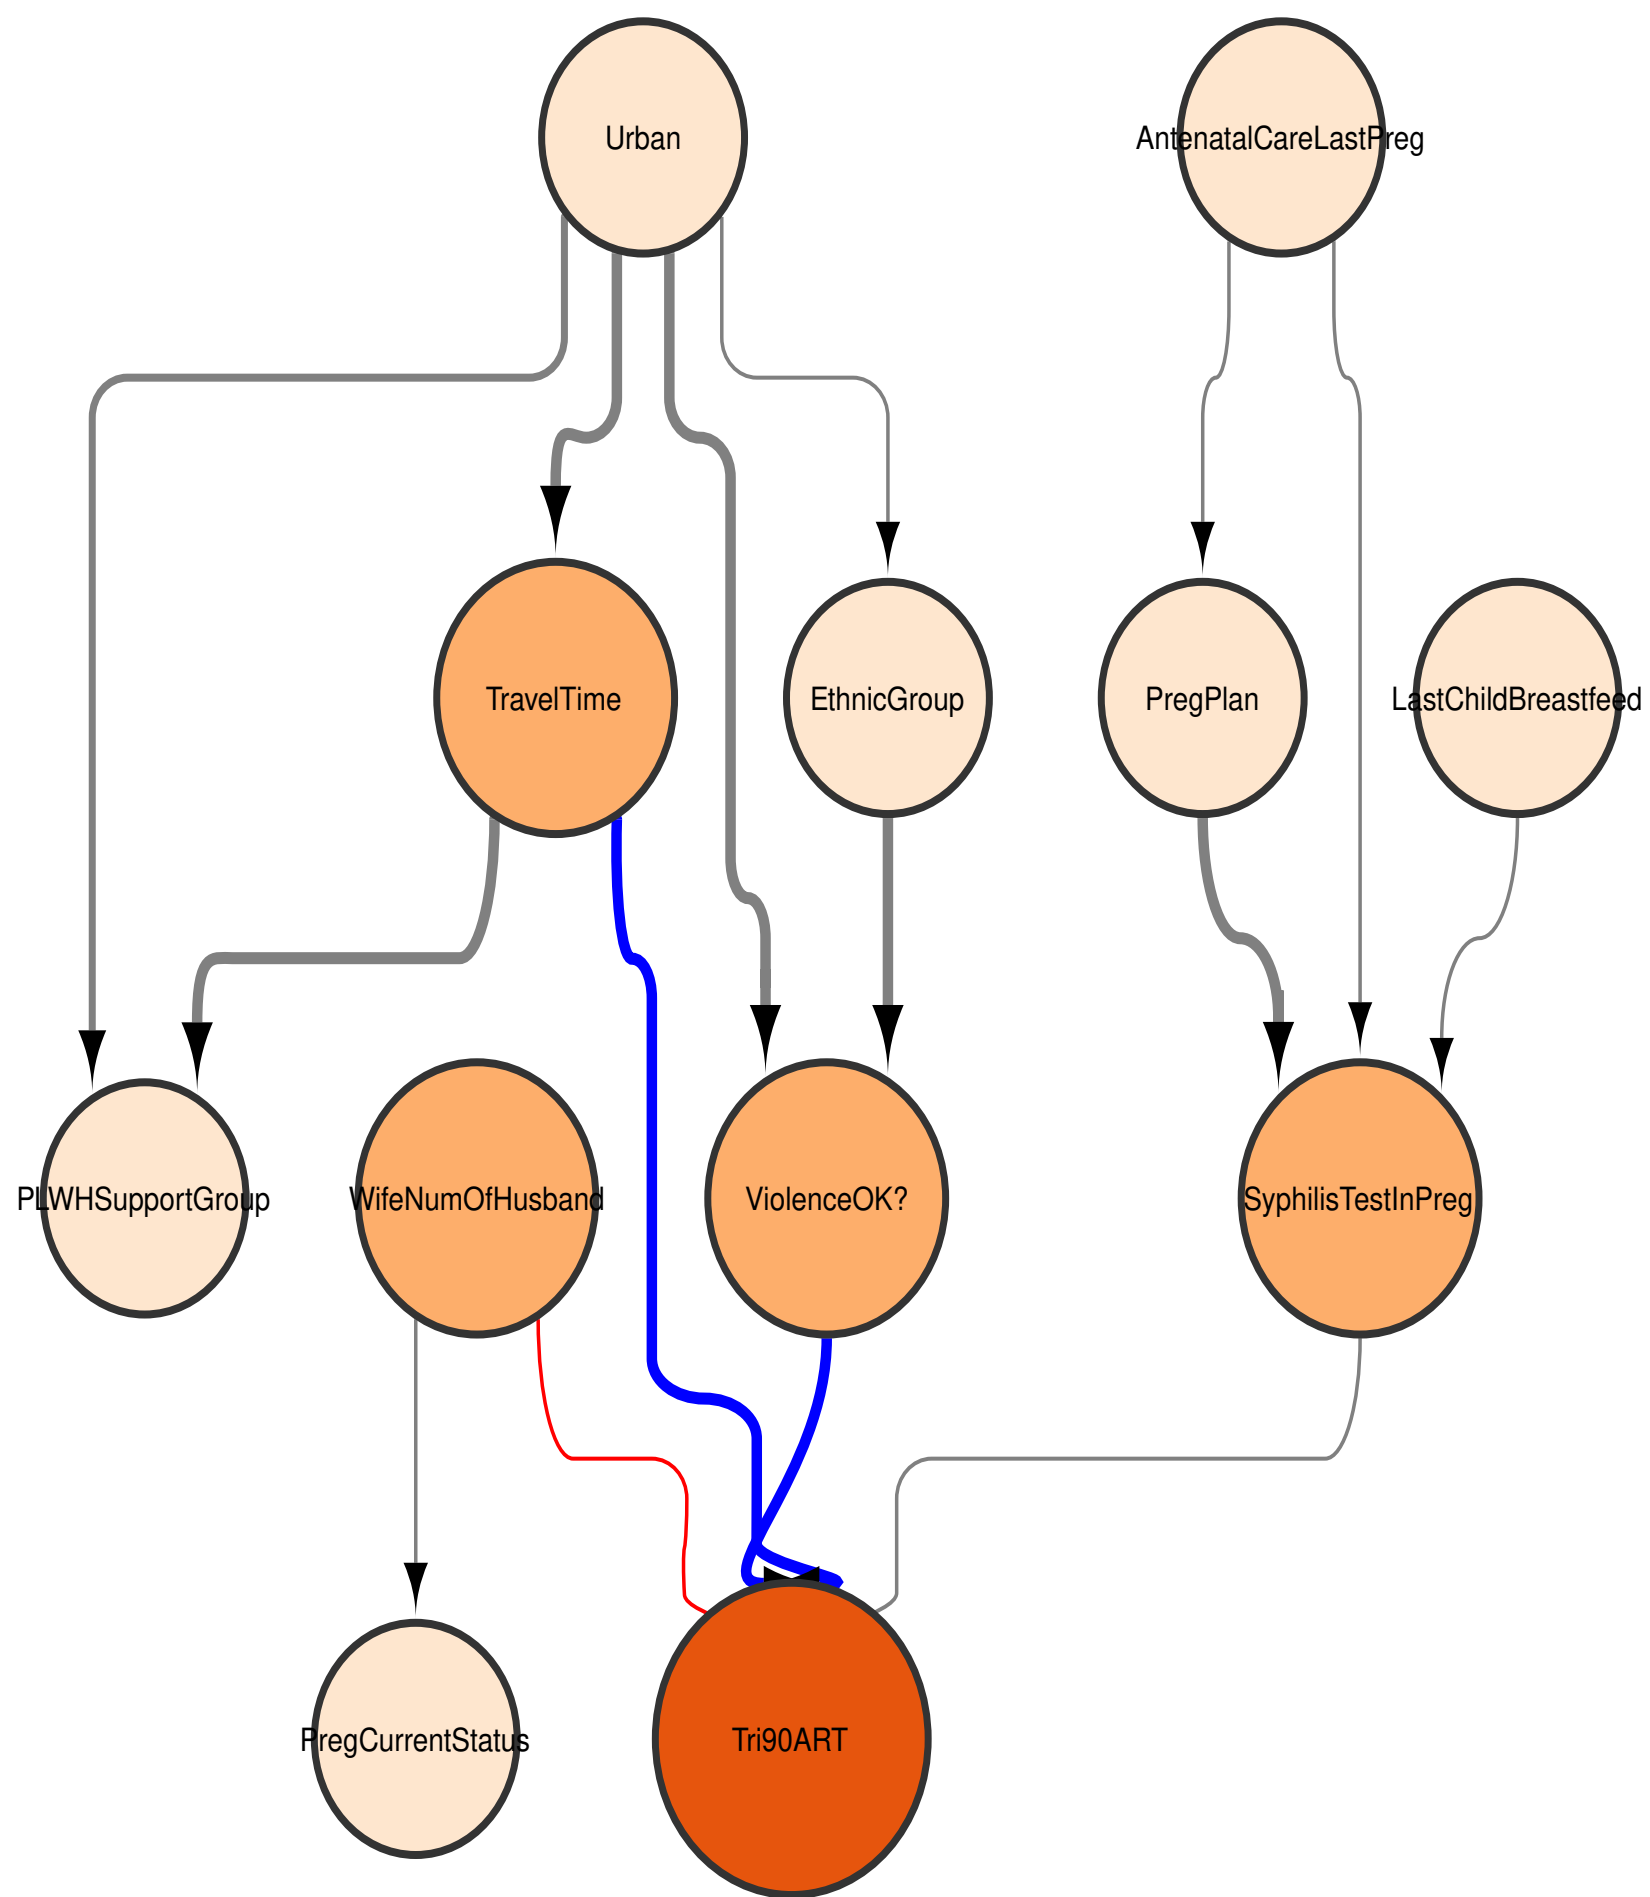 Urban
AntenatalCareLastPreg
TravelTime
EthnicGroup
PregPlan
LastChildBreastfeed
PLWHSupportGroup
WifeNumOfHusband
ViolenceOK?
SyphilisTestInPreg
PregCurrentStatus
Tri90ART